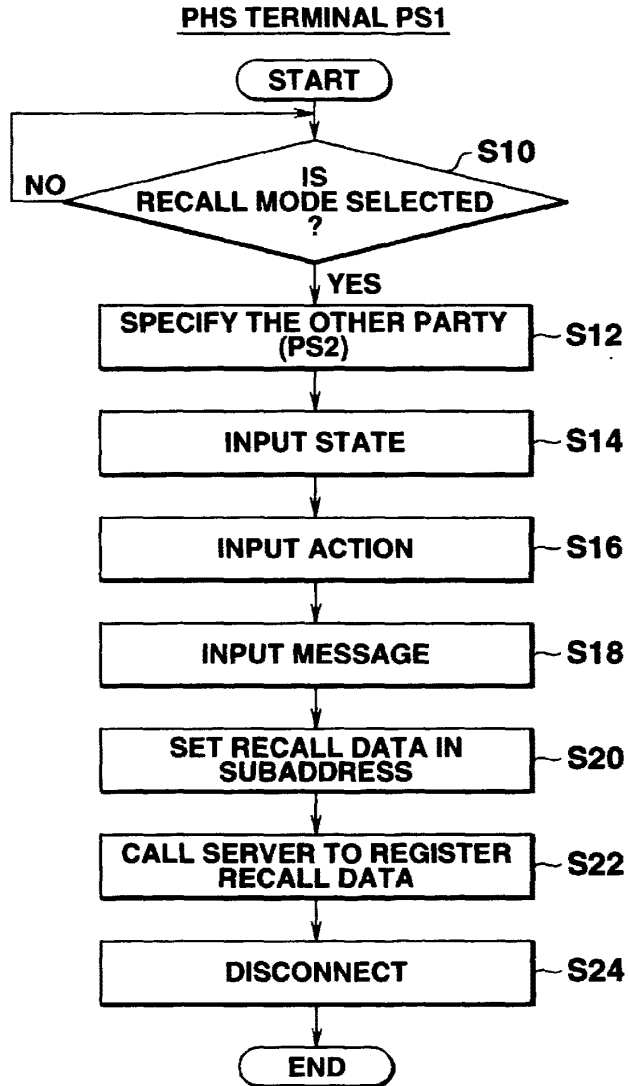 PHS TERMINAL PS1
START
S10
IS
RECALL MODE SELECTED
?
NO
YES
SPECIFY THE OTHER PARTY
(PS2)
S12
INPUT STATE
S14
INPUT ACTION
S16
INPUT MESSAGE
S18
SET RECALL DATA IN
SUBADDRESS
S20
CALL SERVER TO REGISTER
RECALL DATA
S22
DISCONNECT
S24
END